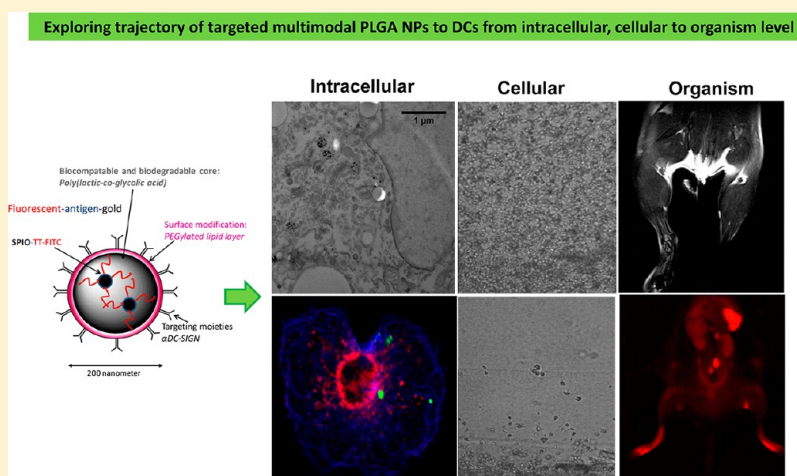 Exploring trajectory of targeted multimodal PLGA NPs to DCs from intracellular, cellular to organism level
Intracellular
Cellular
Organism
1 µm
Biocompatable and biodegradable core:
Poly(lactic-co-glycolic acid)
Fluorescent-antigen-gold
SPIO-TT-FITC
Surface modification:
PEGylated lipid layer
Targeting moieties
αDC-SIGN
200 nanometer